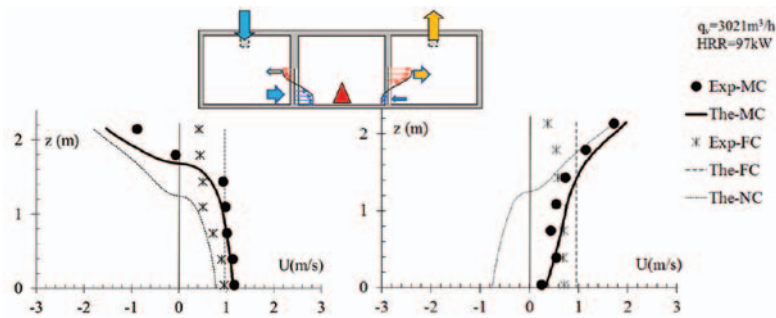 qᵥ=3021m³/h
HRR=97kW
Exp-MC
The-MC
Exp-FC
The-FC
The-NC
z (m)
2
1
0
U(m/s)
-3 -2 -1 0 1 2 3
z (m)
2
1
0
U(m/s)
-3 -2 -1 0 1 2 3